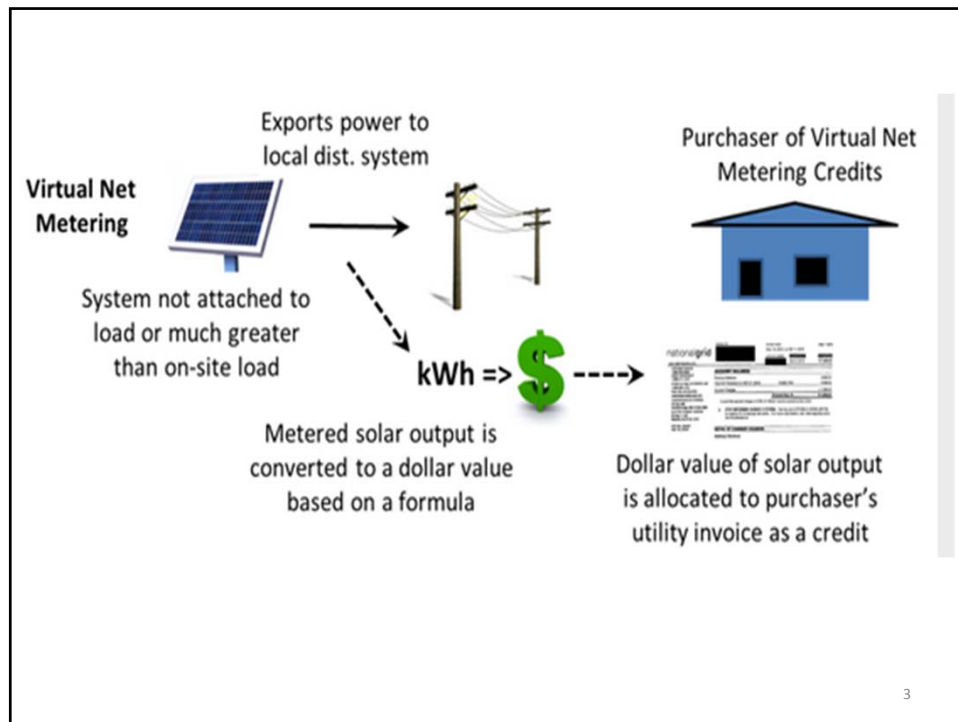 Exports power to
local dist. system
Purchaser of Virtual Net
Metering Credits
Virtual Net
Metering
System not attached to
load or much greater
than on-site load
kWh => $
nationalgrid
Metered solar output is
converted to a dollar value
based on a formula
Dollar value of solar output
is allocated to purchaser's
utility invoice as a credit
3